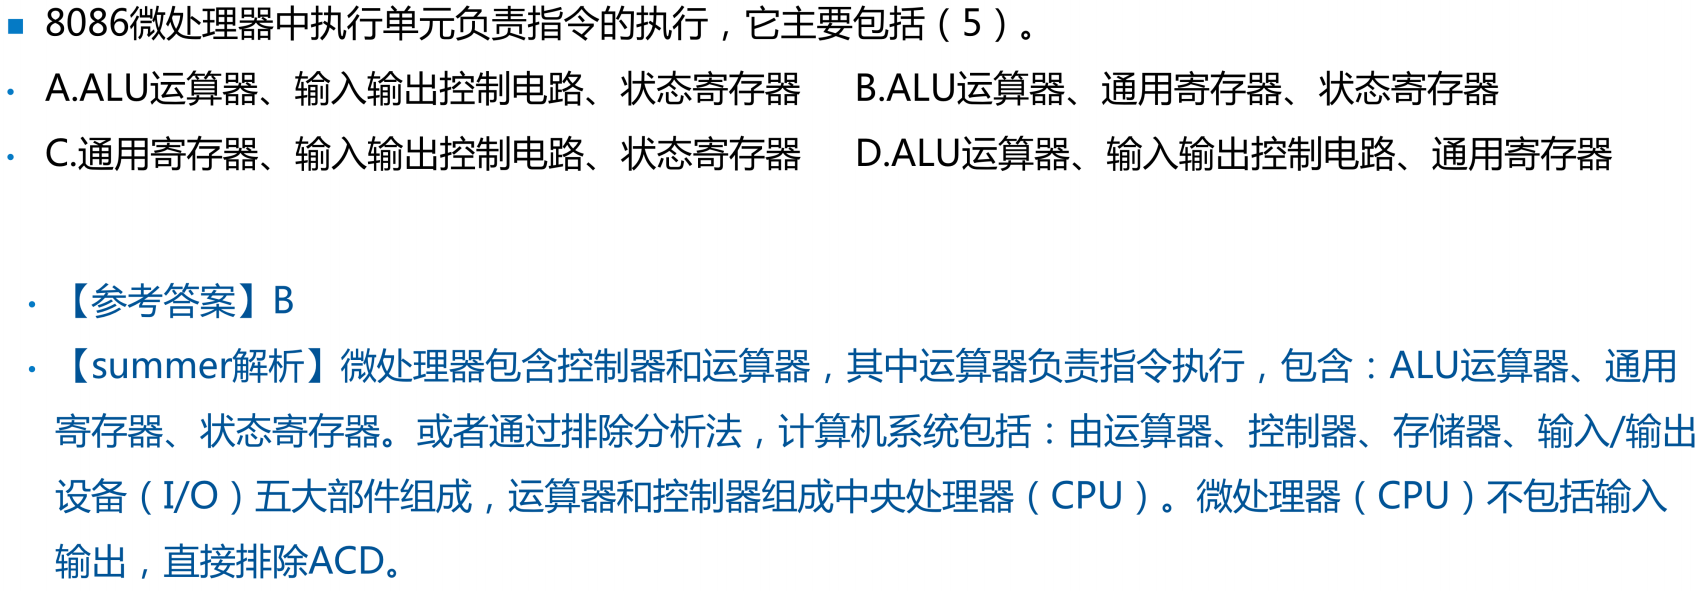 8086微处理器中执行单元负责指令的执行，它主要包括（5）。
A.ALU运算器、输入输出控制电路、状态寄存器 B.ALU运算器、通用寄存器、状态寄存器
C.通用寄存器、输入输出控制电路、状态寄存器 D.ALU运算器、输入输出控制电路、通用寄存器
【参考答案】B
【summer解析】微处理器包含控制器和运算器，其中运算器负责指令执行，包含：ALU运算器、通用
寄存器、状态寄存器。或者通过排除分析法，计算机系统包括：由运算器、控制器、存储器、输入/输出
设备（I/O）五大部件组成，运算器和控制器组成中央处理器（CPU）。微处理器（CPU）不包括输入
输出，直接排除ACD。